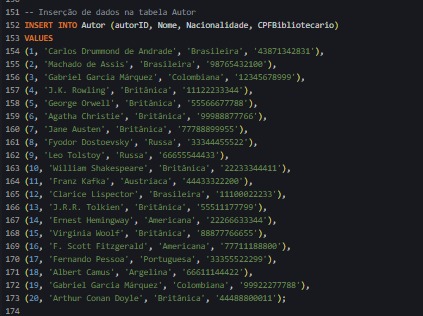 151 -- Inserção de dados na tabela Autor
152 INSERT INTO Autor (autorID, Nome, Nacionalidade, CPFBibliotecario)
153 VALUES
154 (1, 'Carlos Drummond de Andrade', 'Brasileira', '43871342831'),
155 (2, 'Machado de Assis', 'Brasileira', '98765432100'),
156 (3, 'Gabriel García Márquez', 'Colombiana', '12345678999'),
157 (4, 'J.K. Rowling', 'Britânica', '11122233344'),
158 (5, 'George Orwell', 'Britânica', '55566677788'),
159 (6, 'Agatha Christie', 'Britânica', '99988877766'),
160 (7, 'Jane Austen', 'Britânica', '77788899955'),
161 (8, 'Fyodor Dostoevsky', 'Russa', '33344455522'),
162 (9, 'Leo Tolstoy', 'Russa', '66655544433'),
163 (10, 'William Shakespeare', 'Britânica', '22233344411'),
164 (11, 'Franz Kafka', 'Austríaca', '44433322200'),
165 (12, 'Clarice Lispector', 'Brasileira', '11100022233'),
166 (13, 'J.R.R. Tolkien', 'Britânica', '55511177799'),
167 (14, 'Ernest Hemingway', 'Americana', '22266633344'),
168 (15, 'Virginia Woolf', 'Britânica', '88877766655'),
169 (16, 'F. Scott Fitzgerald', 'Americana', '77711188800'),
170 (17, 'Fernando Pessoa', 'Portuguesa', '33355522299'),
171 (18, 'Albert Camus', 'Argelina', '66611144422'),
172 (19, 'Gabriel García Márquez', 'Colombiana', '99922277788'),
173 (20, 'Arthur Conan Doyle', 'Britânica', '44488800011');
174